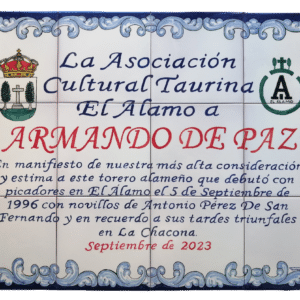 La Asociación
Cultural Taurina
El Alamo a
ARMANDO DE PAZ
En manifiesto de nuestra más alta consideración
y estima a este torero alameño que debutó con
picadores en El Alamo el 5 de Septiembre de
1996 con novillos de Antonio Pérez De San
Fernando y en recuerdo a sus tardes triunfales
en La Chacona.
Septiembre de 2023
A
EL ALAMO